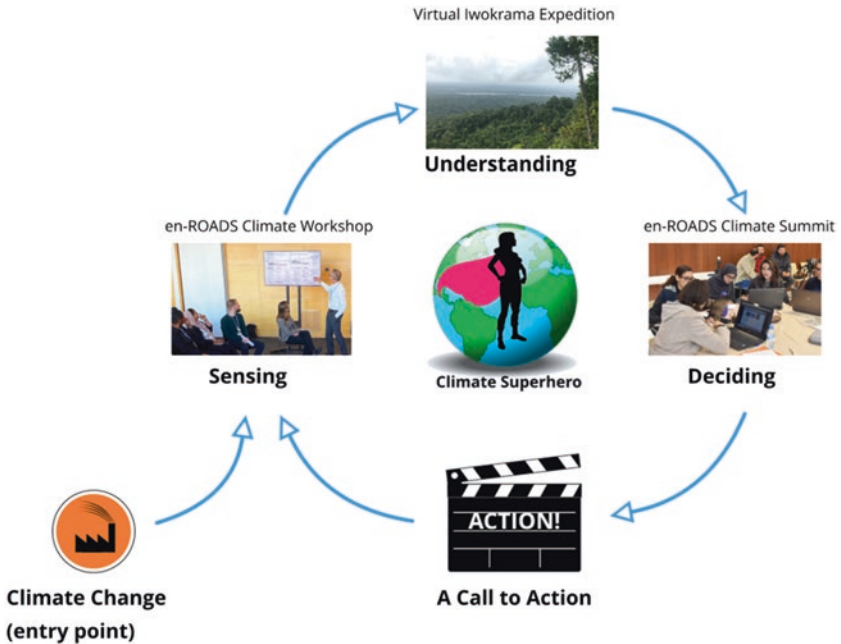 Virtual Iwokrama Expedition
Understanding
en-ROADS Climate Workshop
en-ROADS Climate Summit
Sensing
Climate Superhero
Deciding
ACTION!
Climate Change
(entry point)
A Call to Action